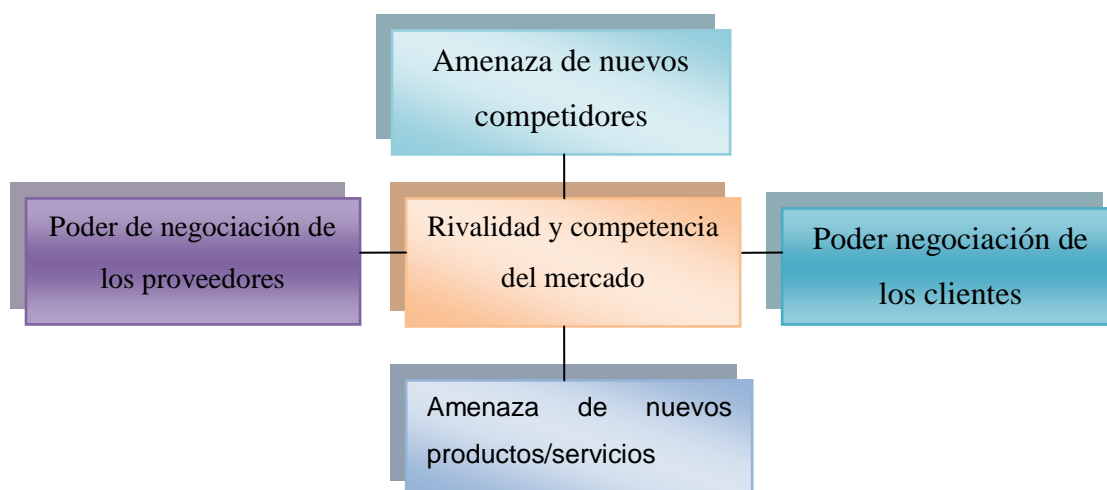 Amenaza de nuevos
competidores
Poder de negociación de
los proveedores
Rivalidad y competencia
del mercado
Poder negociación de
los clientes
Amenaza de nuevos
productos/servicios